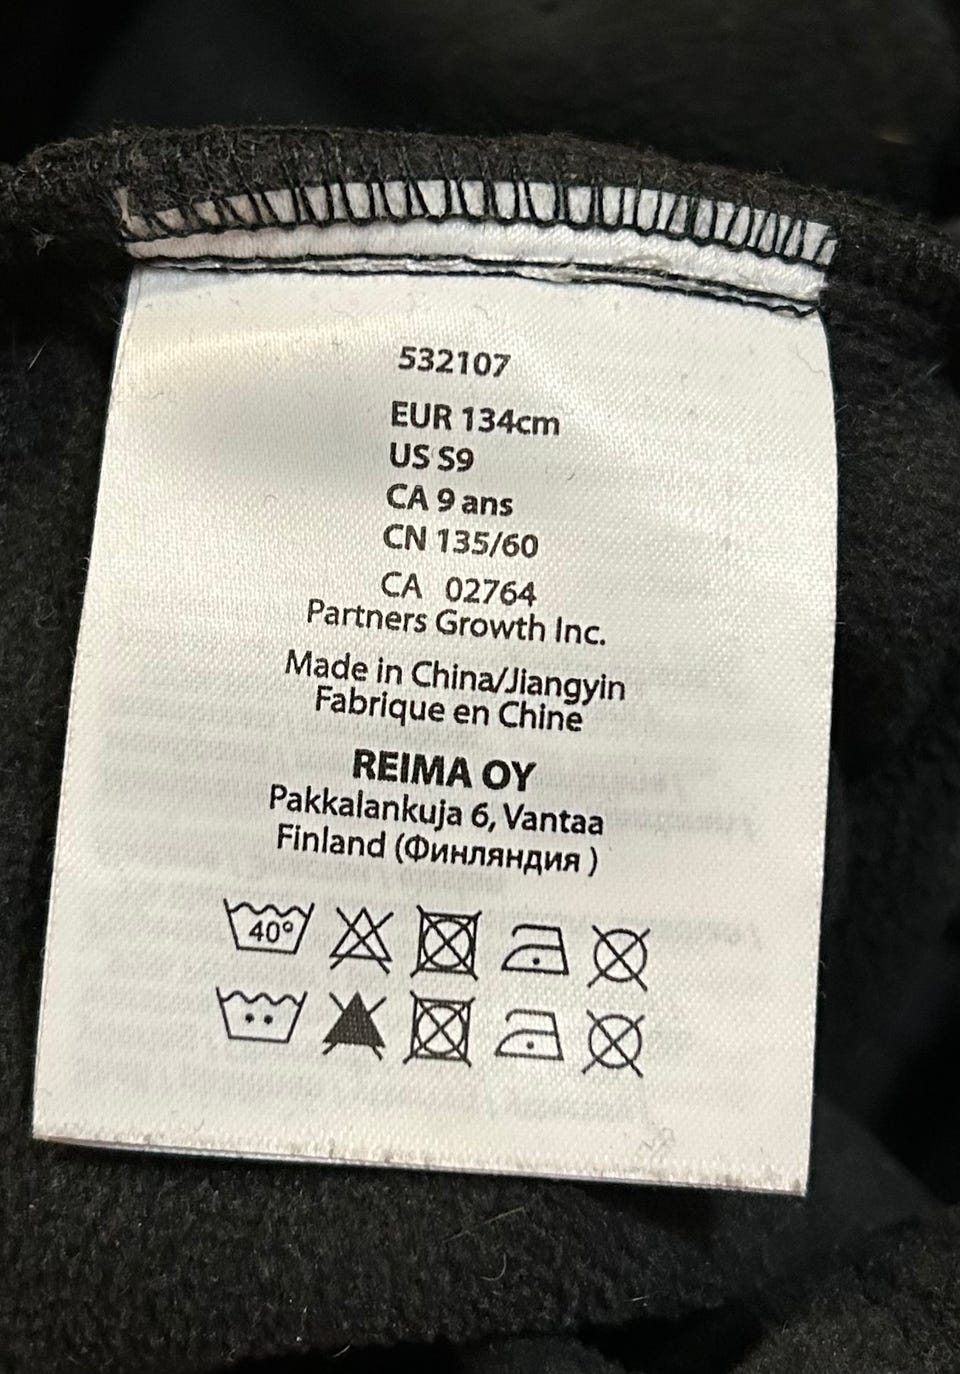 532107
EUR 134cm
US S9
CA 9 ans
CN 135/60
CA 02764
Partners Growth Inc.
Made in China/Jiangyin
Fabrique en Chine
REIMA OY
Pakkalankuja 6, Vantaa
Finland (Финляндия )
40°